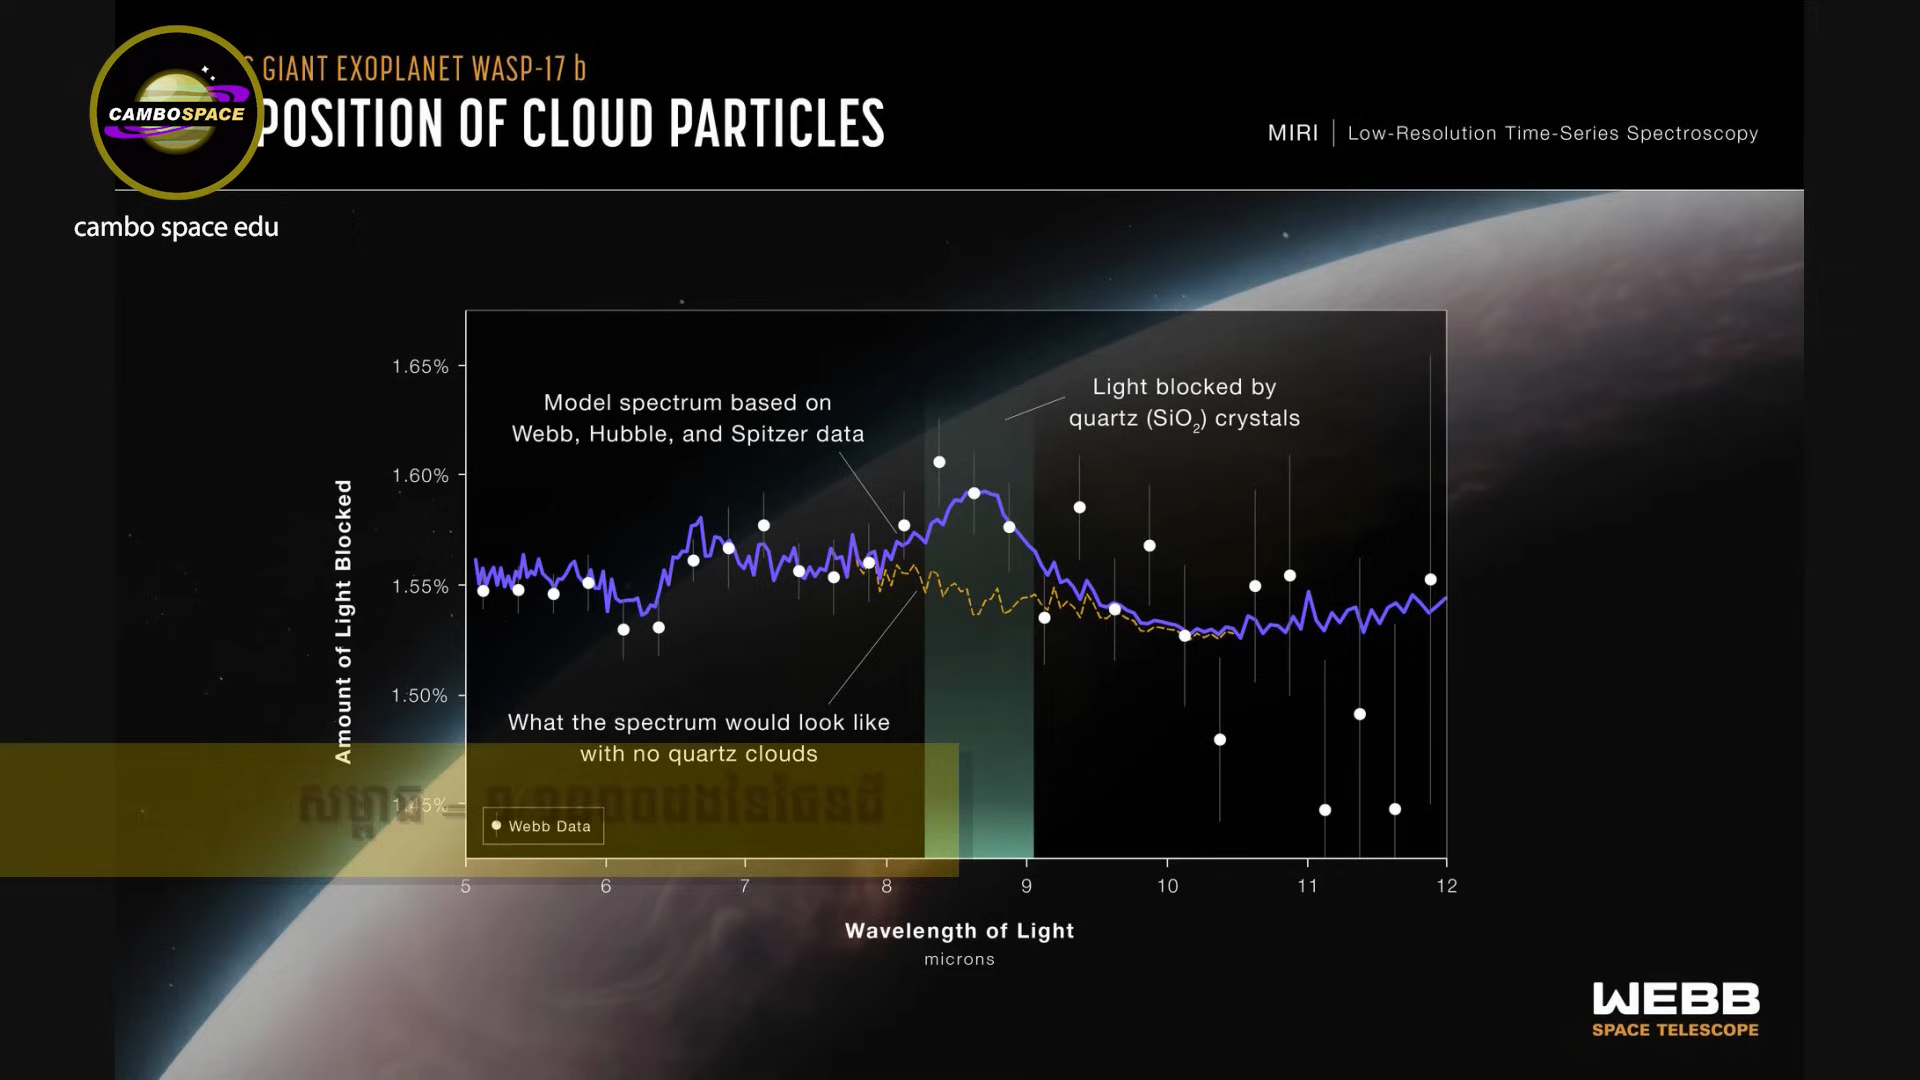 GIANT EXOPLANET WASP-17 b
POSITION OF CLOUD PARTICLES
CAMBOSPACE
cambo space edu
MIRI | Low-Resolution Time-Series Spectroscopy
1.65%
1.60%
1.55%
1.50%
1.45%
Amount of Light Blocked
Model spectrum based on
Webb, Hubble, and Spitzer data
Light blocked by
quartz (SiO₂) crystals
What the spectrum would look like
with no quartz clouds
Webb Data
5 6 7 8 9 10 11 12
Wavelength of Light
microns
WEBB
SPACE TELESCOPE